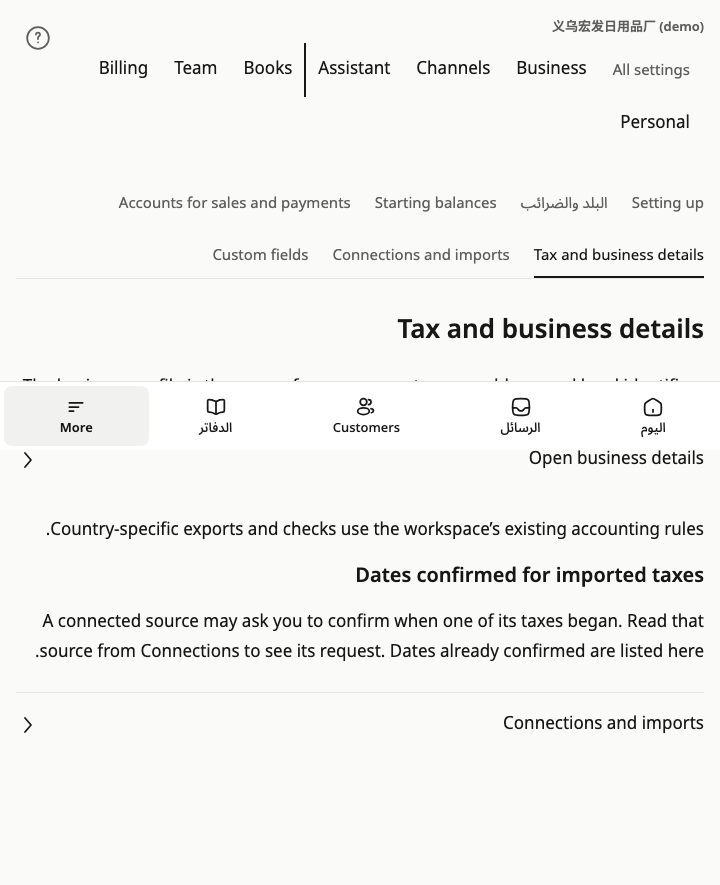 义乌宏发日用品厂 (demo)
All settings Business Channels Assistant Books Team Billing
Personal
Setting up البلد والضرائب Starting balances Accounts for sales and payments
Tax and business details Connections and imports Custom fields
Tax and business details
اليوم الرسائل Customers الدفاتر More
Open business details
Country-specific exports and checks use the workspace’s existing accounting rules.
Dates confirmed for imported taxes
A connected source may ask you to confirm when one of its taxes began. Read that
source from Connections to see its request. Dates already confirmed are listed here.
Connections and imports